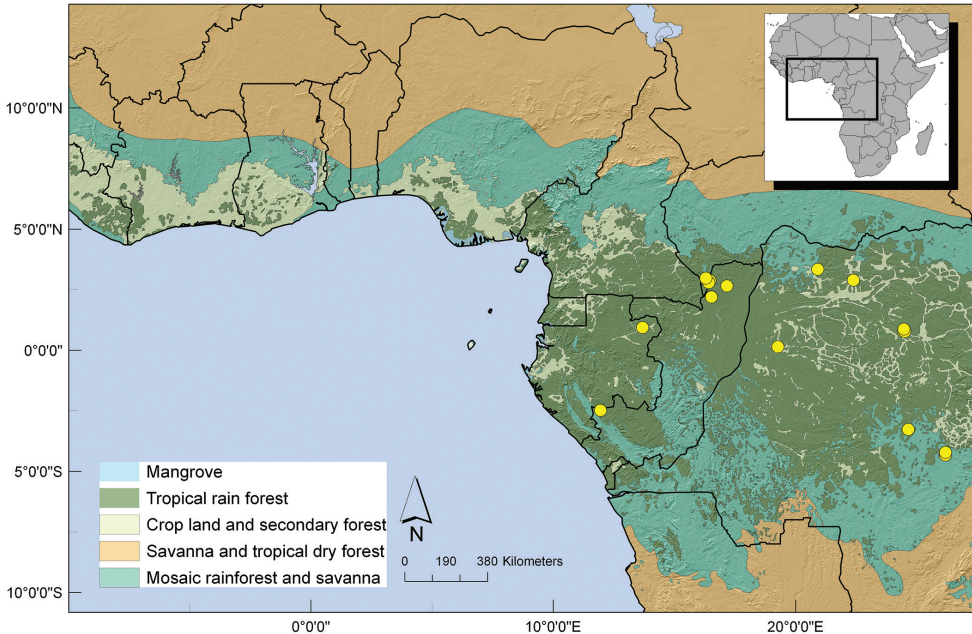 10°0'0"N
5°0'0"N
0°0'0"
5°0'0"S
10°0'0"S
Mangrove
Tropical rain forest
Crop land and secondary forest
Savanna and tropical dry forest
Mosaic rainforest and savanna
N
0 190 380 Kilometers
0°0'0" 10°0'0"E 20°0'0"E